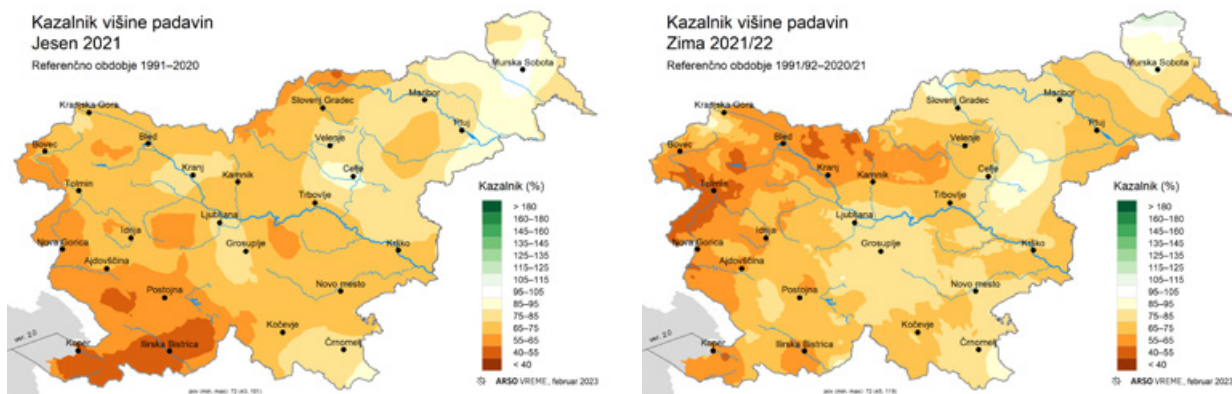 Kazalnik višine padavin
Jesen 2021
Referenčno obdobje 1991–2020
Murska Sobota
Maribor
Slovenj Gradec
Kranjska Gora
Ptuj
Bled
Velenje
Bovec
Kranj
Kamnik
Celje
Tolmin
Trbovlje
Ljubljana
Idrija
Nova Gorica
Grosuplje
Krško
Ajdovščina
Postojna
Novo mesto
Kočevje
Koper
Ilirska Bistrica
Črnomelj
ver. 2.0
Kazalnik (%)
> 180
160–180
145–160
135–145
125–135
115–125
105–115
95–105
85–95
75–85
65–75
55–65
40–55
< 40
ARSO VREME, februar 2023
Kazalnik višine padavin
Zima 2021/22
Referenčno obdobje 1991/92–2020/21
Murska Sobota
Maribor
Slovenj Gradec
Kranjska Gora
Ptuj
Bled
Velenje
Bovec
Kranj
Kamnik
Celje
Tolmin
Trbovlje
Ljubljana
Idrija
Nova Gorica
Grosuplje
Krško
Ajdovščina
Postojna
Novo mesto
Kočevje
Koper
Ilirska Bistrica
Črnomelj
ver. 2.0
Kazalnik (%)
> 180
160–180
145–160
135–145
125–135
115–125
105–115
95–105
85–95
75–85
65–75
55–65
40–55
< 40
ARSO VREME, februar 2023